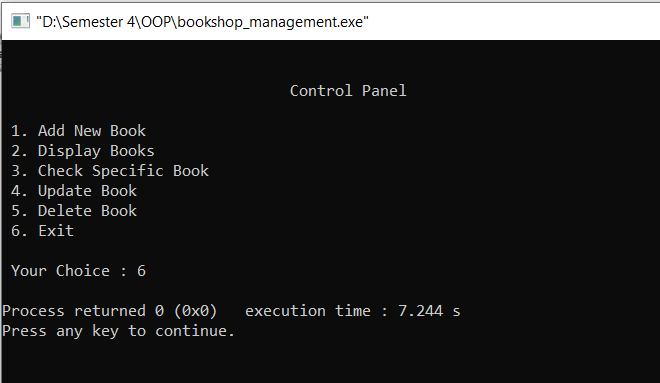 "D:\Semester 4\OOP\bookshop_management.exe"
Control Panel
1. Add New Book
2. Display Books
3. Check Specific Book
4. Update Book
5. Delete Book
6. Exit
Your Choice : 6
Process returned 0 (0x0)   execution time : 7.244 s
Press any key to continue.